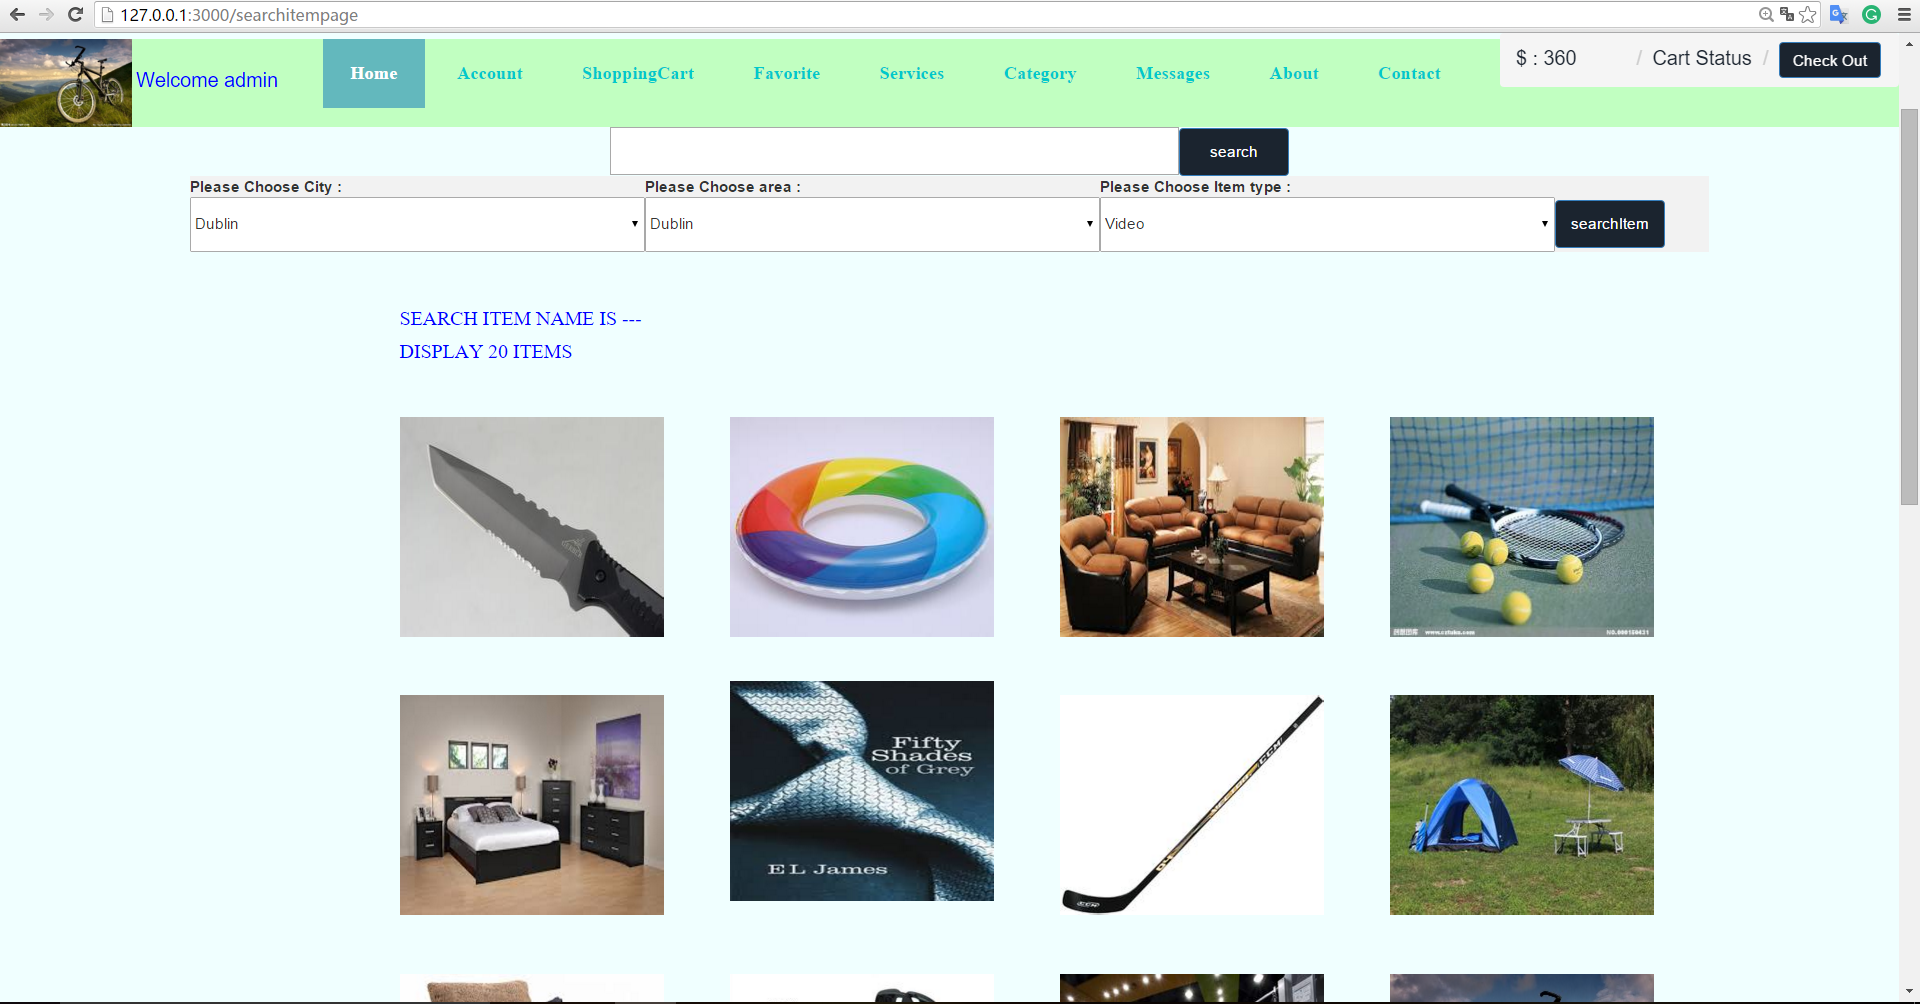 127.0.0.1:3000/searchitempage
Welcome admin
Home Account ShoppingCart Favorite Services Category Messages About Contact
$ : 360 / Cart Status / Check Out
search
Please Choose City : Please Choose area : Please Choose Item type :
Dublin Dublin Video searchItem
SEARCH ITEM NAME IS ---
DISPLAY 20 ITEMS
Fifty
Shades
of Grey
E L James
CCM